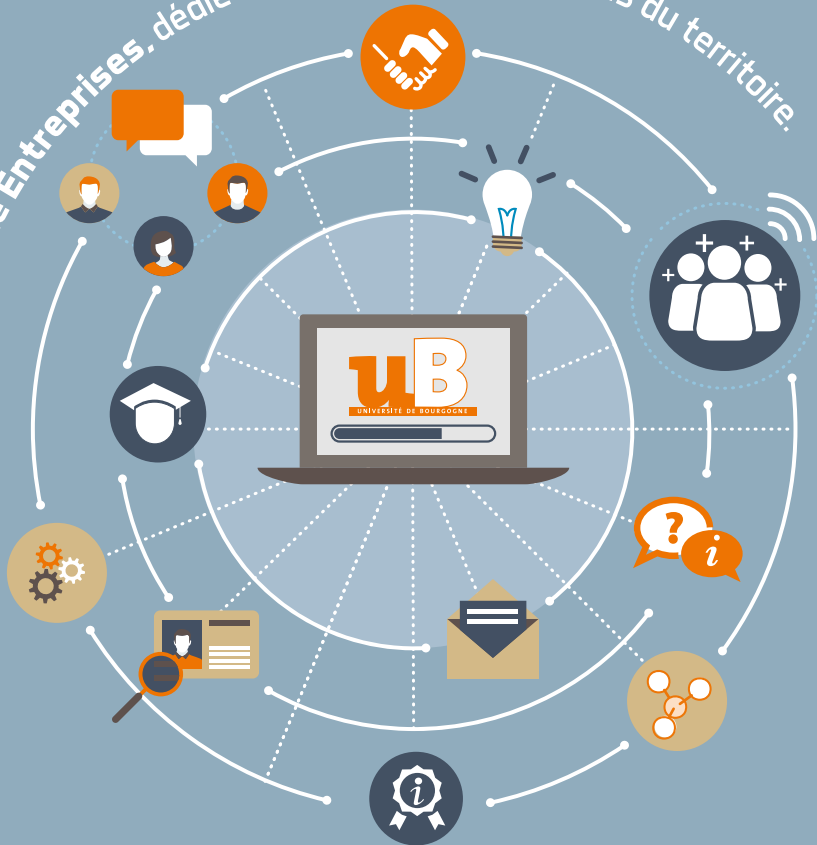 Entreprises, dédié
du territoire.
uB
UNIVERSITÉ DE BOURGOGNE
?
i
i